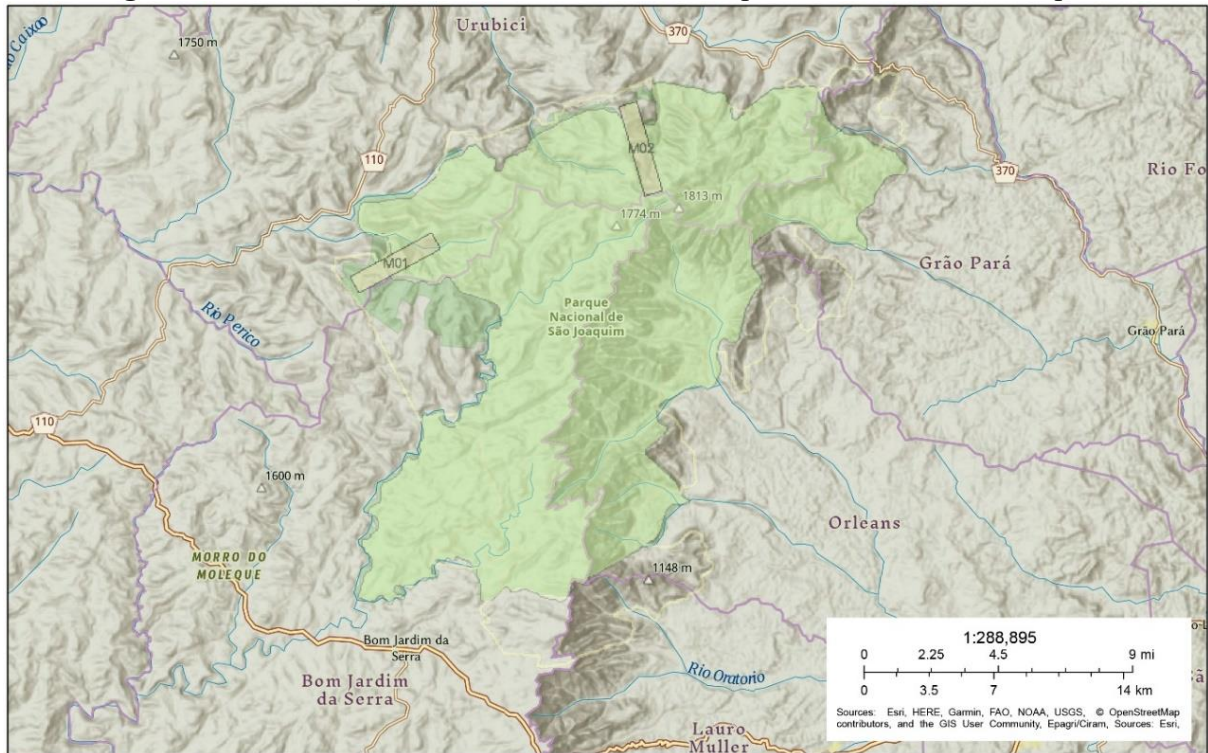 Urubici
370
1750 m
Caixao
110
M02
370
Rio Fo
1813 m
1774 m
M01
Grão Pará
Parque
Nacional de
São Joaquim
Rio Perico
Grão Pará
110
1600 m
Orleans
MORRO DO
MOLEQUE
1148 m
Bom Jardim da
Serra
Rio Oratorio
Bom Jardim
da Serra
Lauro
Muller
1:288,895
0 2.25 4.5 9 mi
0 3.5 7 14 km
Sources: Esri, HERE, Garmin, FAO, NOAA, USGS, © OpenStreetMap
contributors, and the GIS User Community, Epagri/Ciram, Sources: Esri,